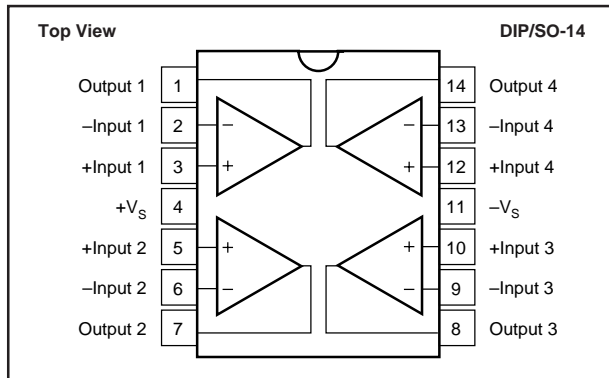 Top View DIP/SO-14
Output 1 1 14 Output 4
–Input 1 2 – – 13 –Input 4
+Input 1 3 + + 12 +Input 4
+VS 4 11 –VS
+Input 2 5 + + 10 +Input 3
–Input 2 6 – – 9 –Input 3
Output 2 7 8 Output 3